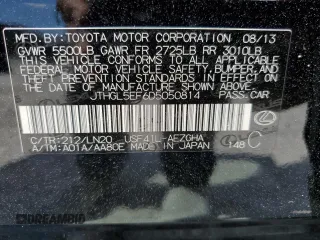 MFD.BY:TOYOTA MOTOR CORPORATION 08/13
GVWR 5500LB GAWR FR 2725LB RR 3010LB
THIS VEHICLE CONFORMS TO ALL APPLICABLE
FEDERAL MOTOR VEHICLE SAFETY, BUMPER, AND
THEFT PREVENTION STANDARDS IN EFFECT ON
THE DATE OF MANUFACTURE SHOWN ABOVE.
JTHGL5EF6D5050814 PASS.CAR
C/TR:212/LN20 USF41L-AEZGHA
A/TM:A01A/AA80E MADE IN JAPAN 148 C
DREAMBID